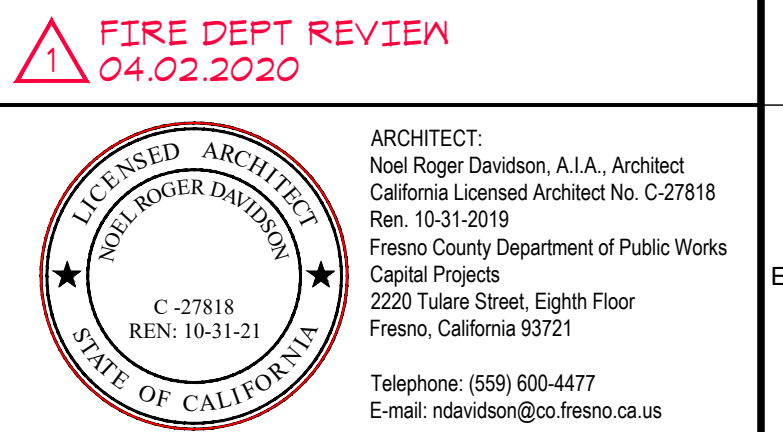 FIRE DEPT REVIEW
1
04.02.2020
LICENSED ARCHITECT
NOEL ROGER DAVIDSON
C -27818
REN: 10-31-21
STATE OF CALIFORNIA
ARCHITECT:
Noel Roger Davidson, A.I.A., Architect
California Licensed Architect No. C-27818
Ren. 10-31-2019
Fresno County Department of Public Works
Capital Projects
2220 Tulare Street, Eighth Floor
Fresno, California 93721
Telephone: (559) 600-4477
E-mail: ndavidson@co.fresno.ca.us
E